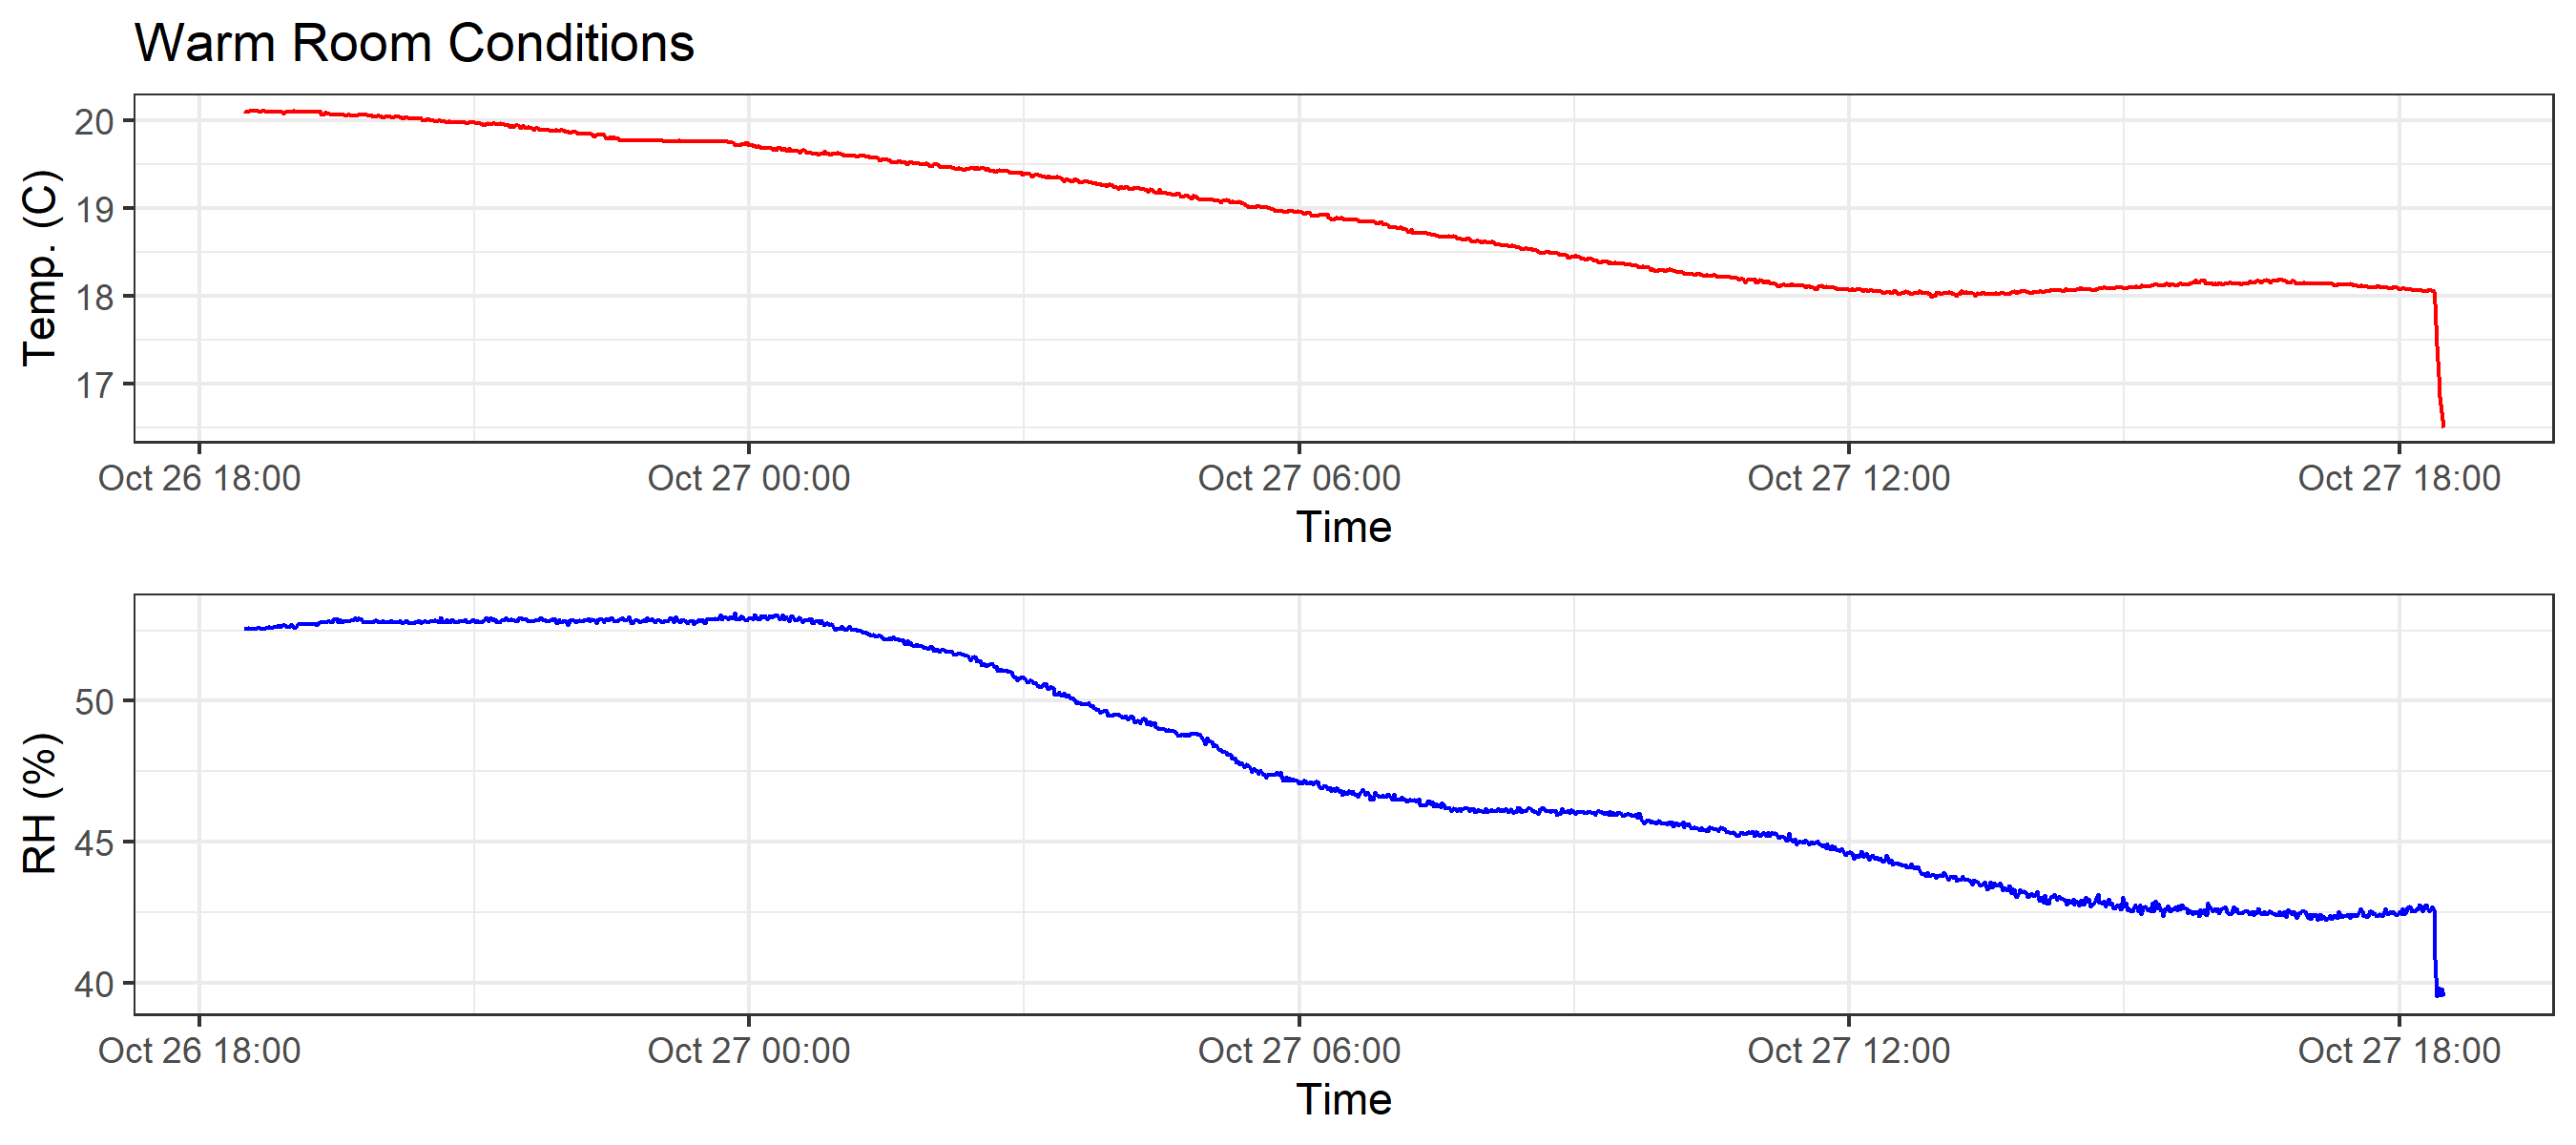 Warm Room Conditions
Temp. (C)
20
19
18
17
Oct 26 18:00 Oct 27 00:00 Oct 27 06:00 Oct 27 12:00 Oct 27 18:00
Time
RH (%)
50
45
40
Oct 26 18:00 Oct 27 00:00 Oct 27 06:00 Oct 27 12:00 Oct 27 18:00
Time